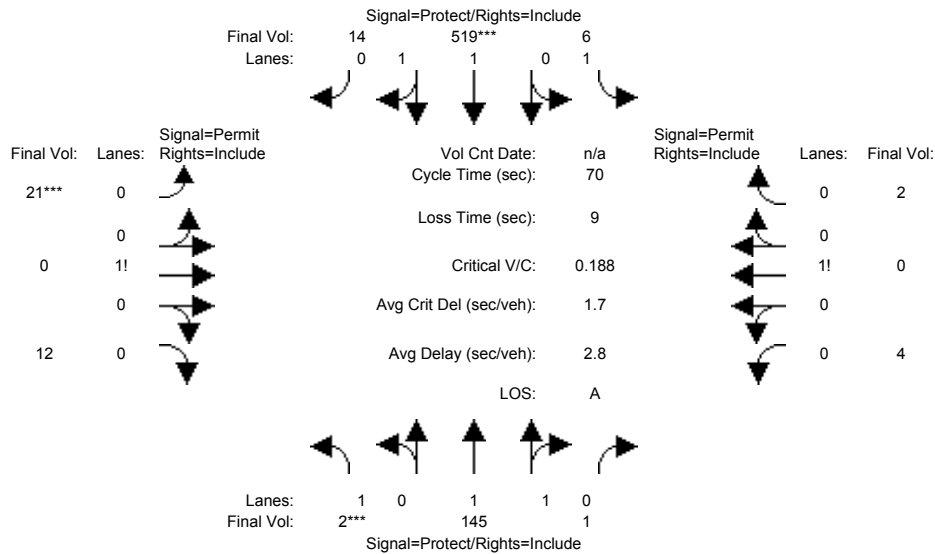 Signal=Protect/Rights=Include
Final Vol: 14 519*** 6
Lanes: 0 1 1 0 1
Signal=Permit
Final Vol: Lanes: Rights=Include
Vol Cnt Date: n/a
Signal=Permit
Rights=Include Lanes: Final Vol:
Cycle Time (sec): 70
21*** 0
0 2
Loss Time (sec): 9
0
0
0 1!
Critical V/C: 0.188
1! 0
0
Avg Crit Del (sec/veh): 1.7
0
12 0
Avg Delay (sec/veh): 2.8
0 4
LOS: A
Lanes: 1 0 1 1 0
Final Vol: 2*** 145 1
Signal=Protect/Rights=Include